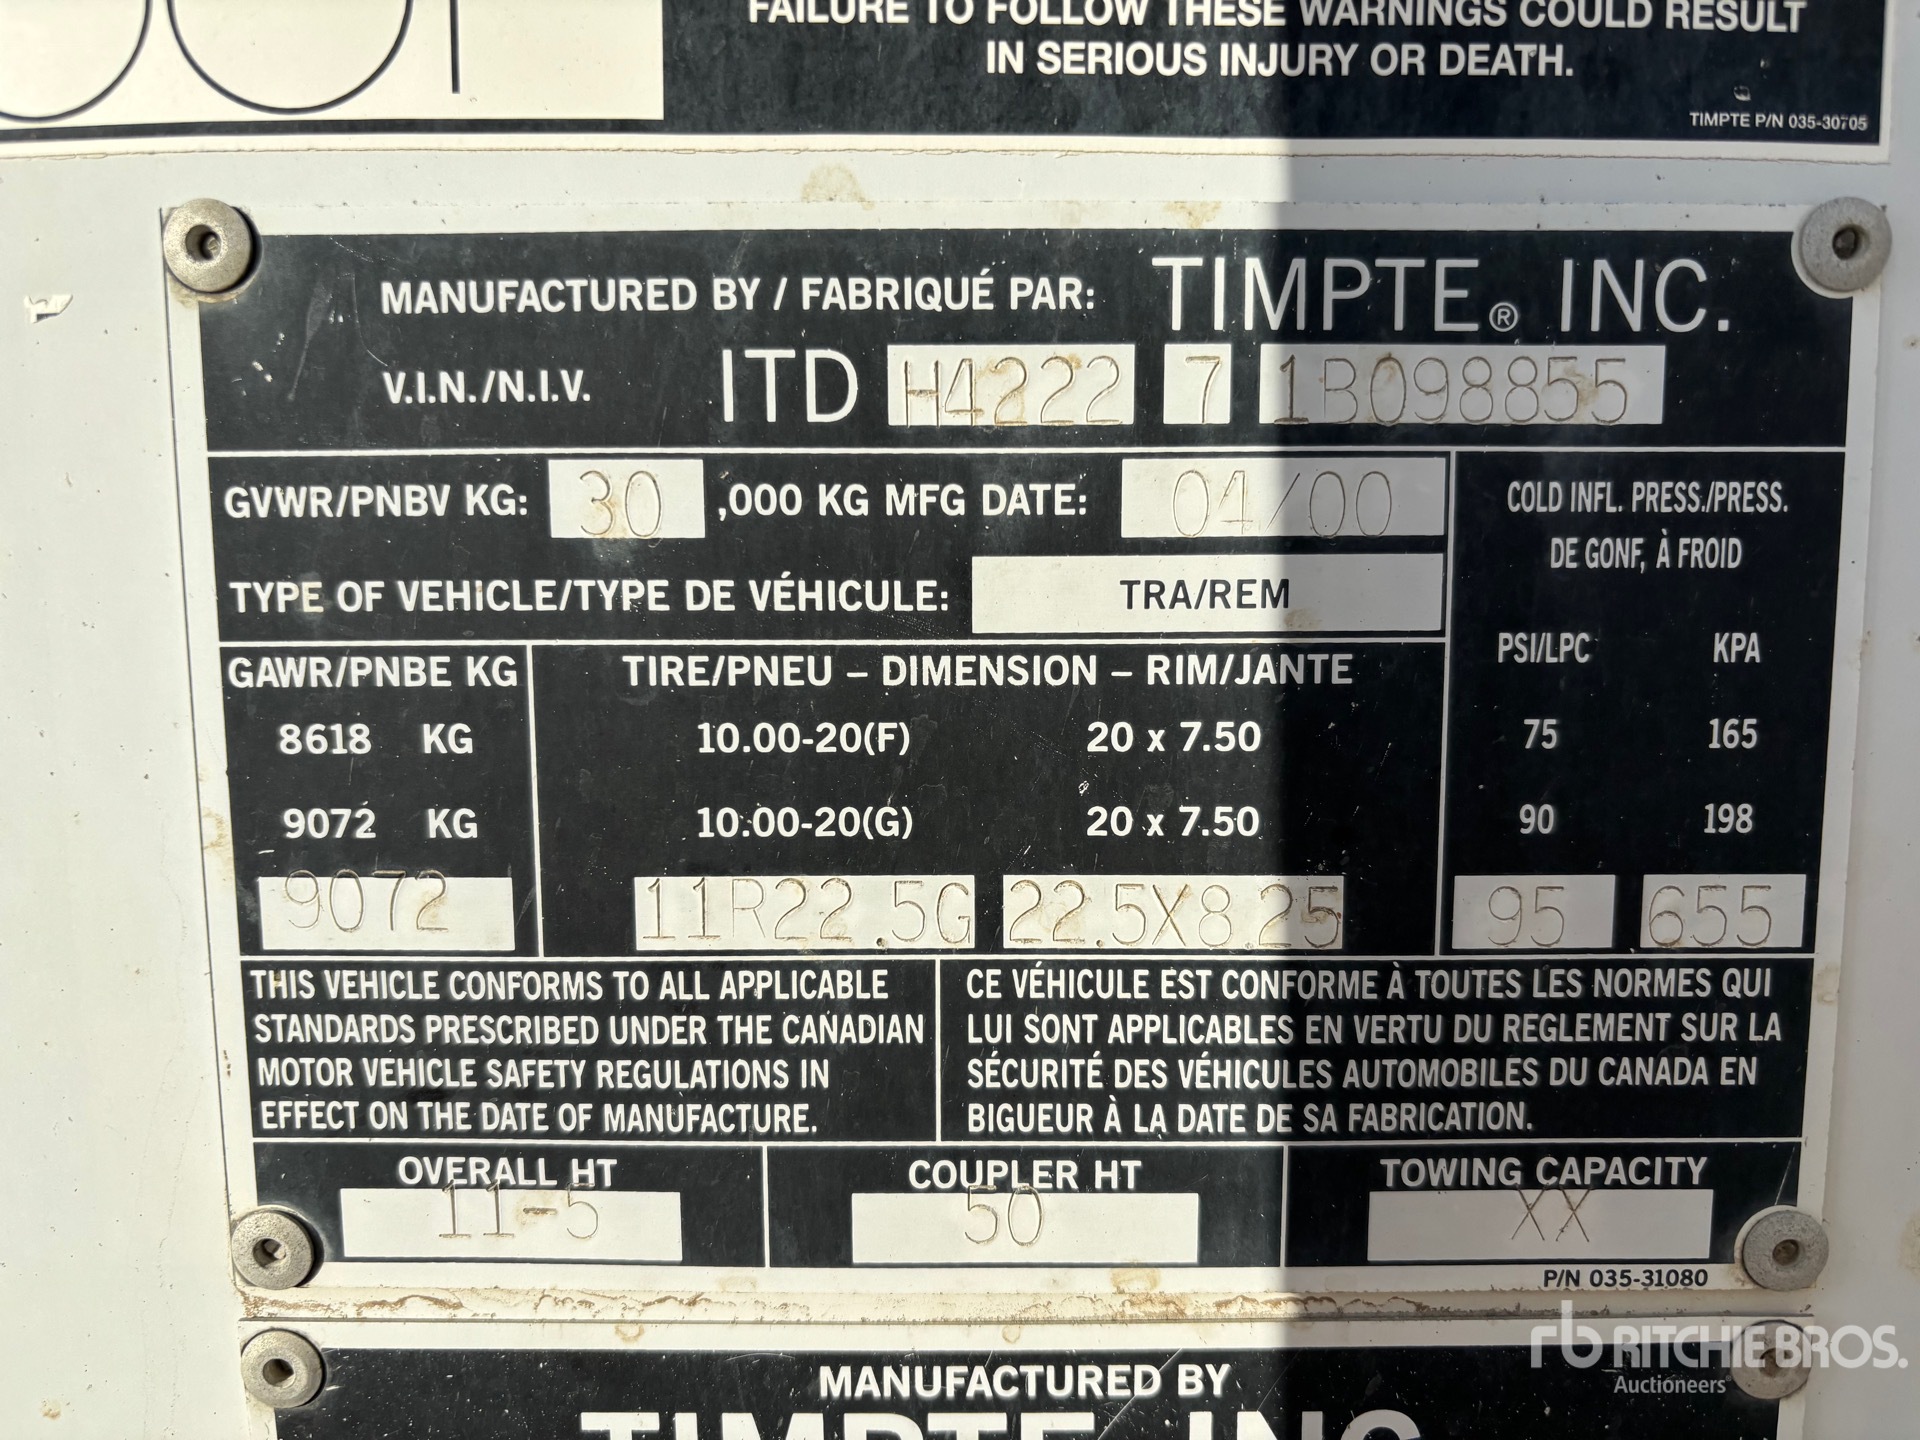 FAILURE TO FOLLOW THESE WARNINGS COULD RESULT
IN SERIOUS INJURY OR DEATH.
TIMPTE P/N 035-30705
MANUFACTURED BY / FABRIQUÉ PAR: TIMPTE® INC.
V.I.N./N.I.V. 1TD H4222 7 1B098855
GVWR/PNBV KG: 30 ,000 KG MFG DATE: 04/00
TYPE OF VEHICLE/TYPE DE VÉHICULE: TRA/REM
COLD INFL. PRESS./PRESS.
DE GONF, À FROID
GAWR/PNBE KG TIRE/PNEU – DIMENSION – RIM/JANTE PSI/LPC KPA
8618 KG 10.00-20(F) 20 x 7.50 75 165
9072 KG 10.00-20(G) 20 x 7.50 90 198
9072 11R22.5G 22.5X8.25 95 655
THIS VEHICLE CONFORMS TO ALL APPLICABLE
STANDARDS PRESCRIBED UNDER THE CANADIAN
MOTOR VEHICLE SAFETY REGULATIONS IN
EFFECT ON THE DATE OF MANUFACTURE.
CE VÉHICULE EST CONFORME À TOUTES LES NORMES QUI
LUI SONT APPLICABLES EN VERTU DU REGLEMENT SUR LA
SÉCURITÉ DES VÉHICULES AUTOMOBILES DU CANADA EN
BIGUEUR À LA DATE DE SA FABRICATION.
OVERALL HT COUPLER HT TOWING CAPACITY
11-5 50 XX
P/N 035-31080
rb RITCHIE BROS.
Auctioneers
MANUFACTURED BY
TIMPTE INC.